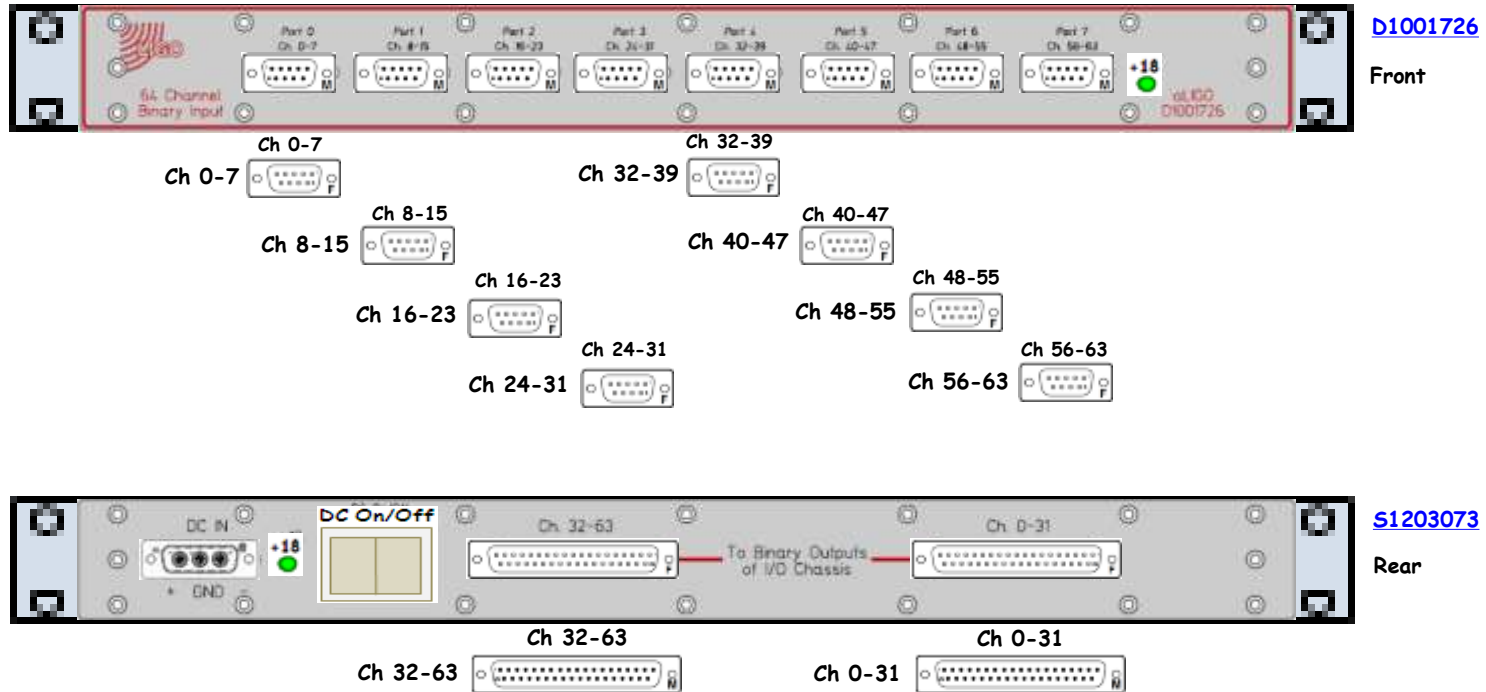 Port 0 Port 1 Port 2 Port 3 Port 4 Port 5 Port 6 Port 7
Ch. 0-7 Ch. 8-15 Ch. 16-23 Ch. 24-31 Ch. 32-39 Ch. 40-47 Ch. 48-55 Ch. 56-63
M M M M M M M M
+18
64 Channel
Binary Input
aLIGO
D1001726
D1001726
Front
Ch 0-7
Ch 0-7
F
Ch 32-39
Ch 32-39
F
Ch 8-15
Ch 8-15
F
Ch 40-47
Ch 40-47
F
Ch 16-23
Ch 16-23
F
Ch 48-55
Ch 48-55
F
Ch 24-31
Ch 24-31
F
Ch 56-63
Ch 56-63
F
DC IN
+18
+ GND -
DC On/Off
Ch. 32-63
F
To Binary Outputs
of I/O Chassis
Ch. 0-31
F
S1203073
Rear
Ch 32-63
Ch 32-63
M
Ch 0-31
Ch 0-31
M